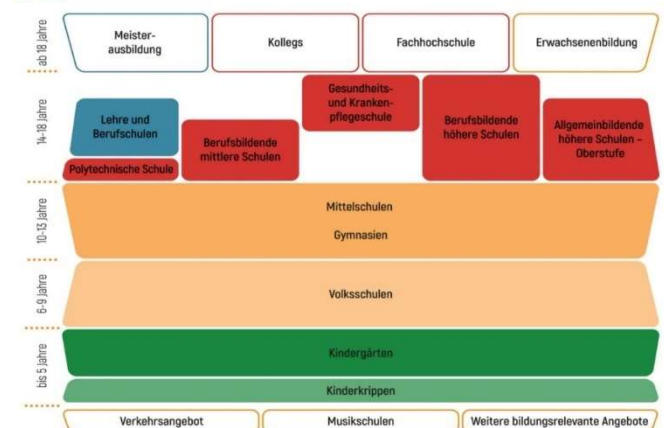 ab 18 Jahre
Meister-
ausbildung
Kollegs
Fachhochschule
Erwachsenenbildung
14-18 Jahre
Lehre und
Berufschulen
Polytechnische Schule
Berufsbildende
mittlere Schulen
Gesundheits-
und Kranken-
pflegeschule
Berufsbildende
höhere Schulen
Allgemeinbildende
höhere Schulen –
Oberstufe
10-13 Jahre
Mittelschulen
Gymnasien
6-9 Jahre
Volksschulen
bis 5 Jahre
Kindergärten
Kinderkrippen
Verkehrsangebot
Musikschulen
Weitere bildungsrelevante Angebote